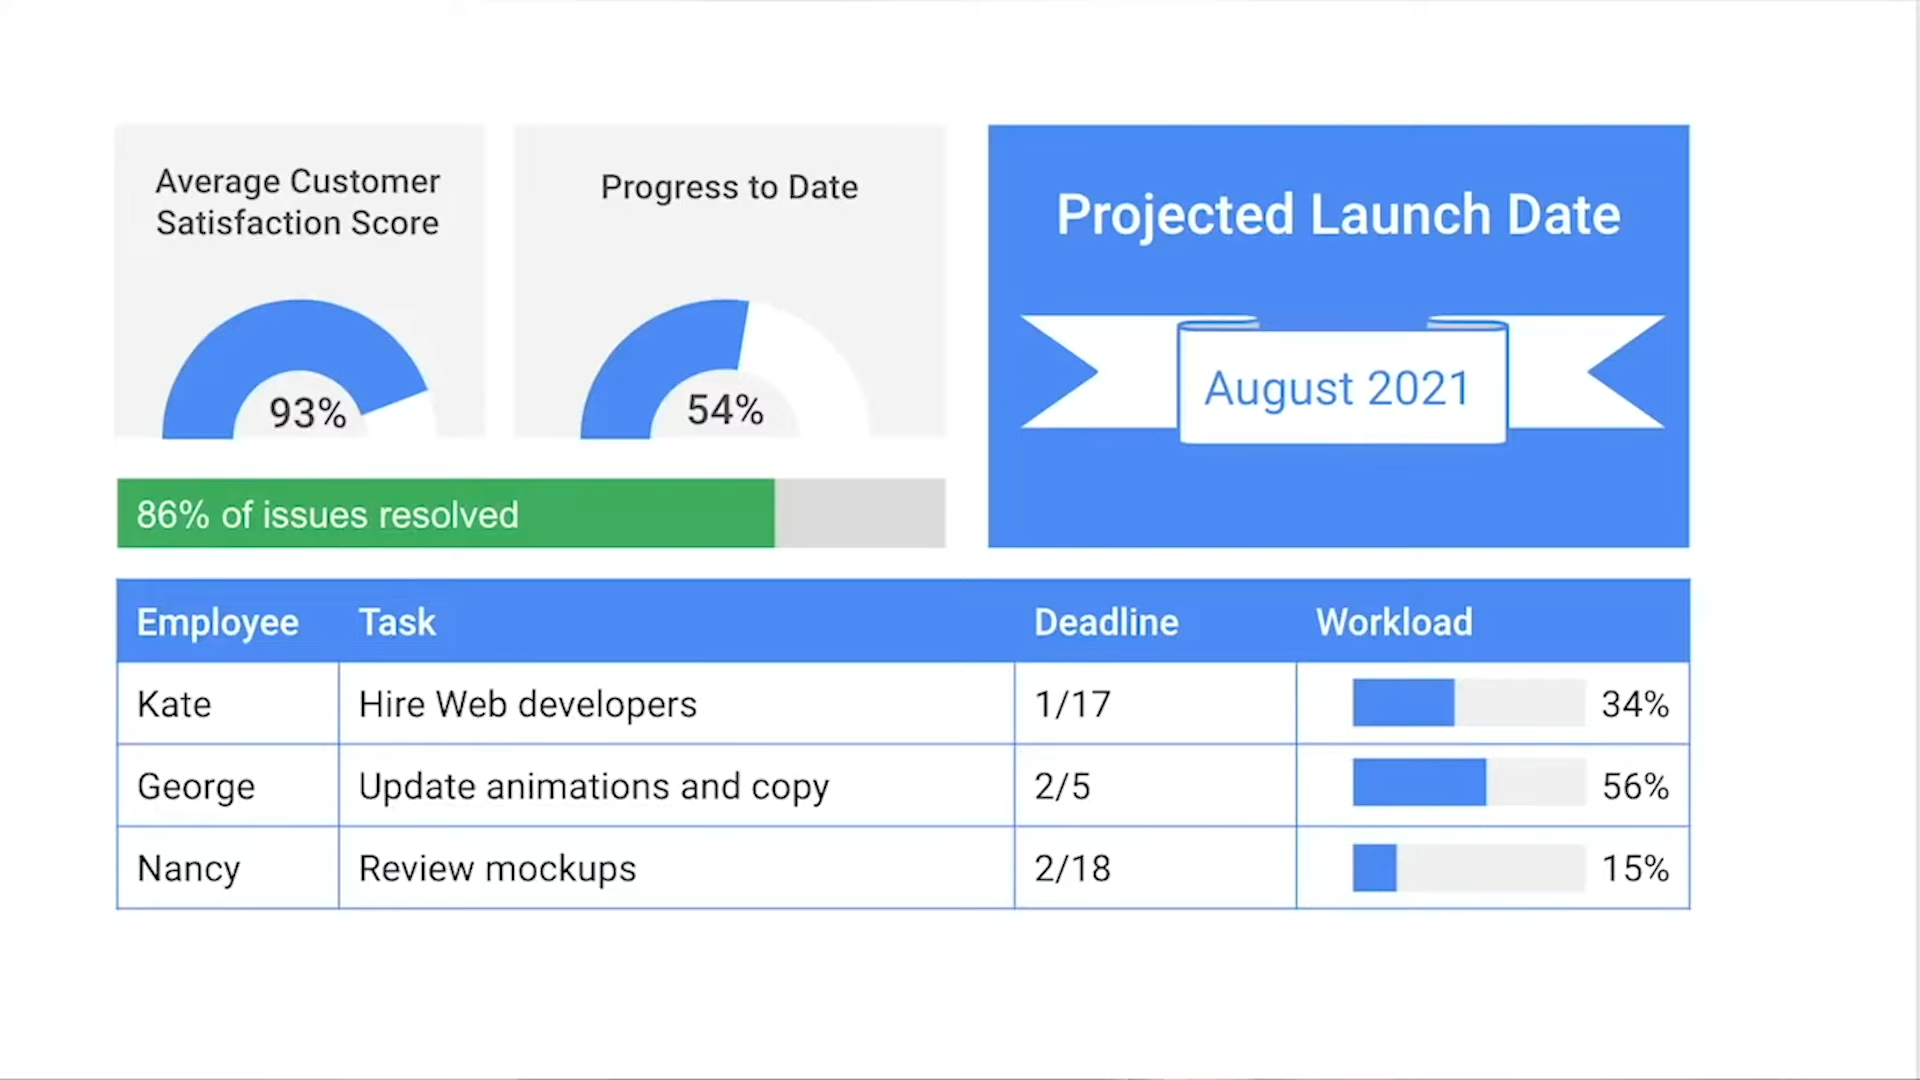 Average Customer
Satisfaction Score
93%
Progress to Date
54%
Projected Launch Date
August 2021
86% of issues resolved
Employee Task Deadline Workload
Kate Hire Web developers 1/17 34%
George Update animations and copy 2/5 56%
Nancy Review mockups 2/18 15%